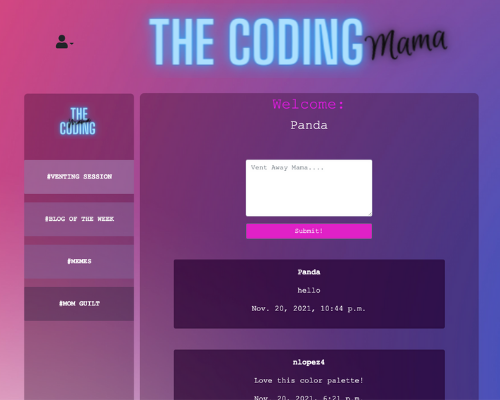 THE CODING Mama
THE
CODING
#VENTING SESSION
#BLOG OF THE WEEK
#MEMES
#MOM GUILT
Welcome:
Panda
Vent Away Mama....
Submit!
Panda
hello
Nov. 20, 2021, 10:44 p.m.
nlopez4
Love this color palette!
Nov. 20, 2021, 6:21 p.m.